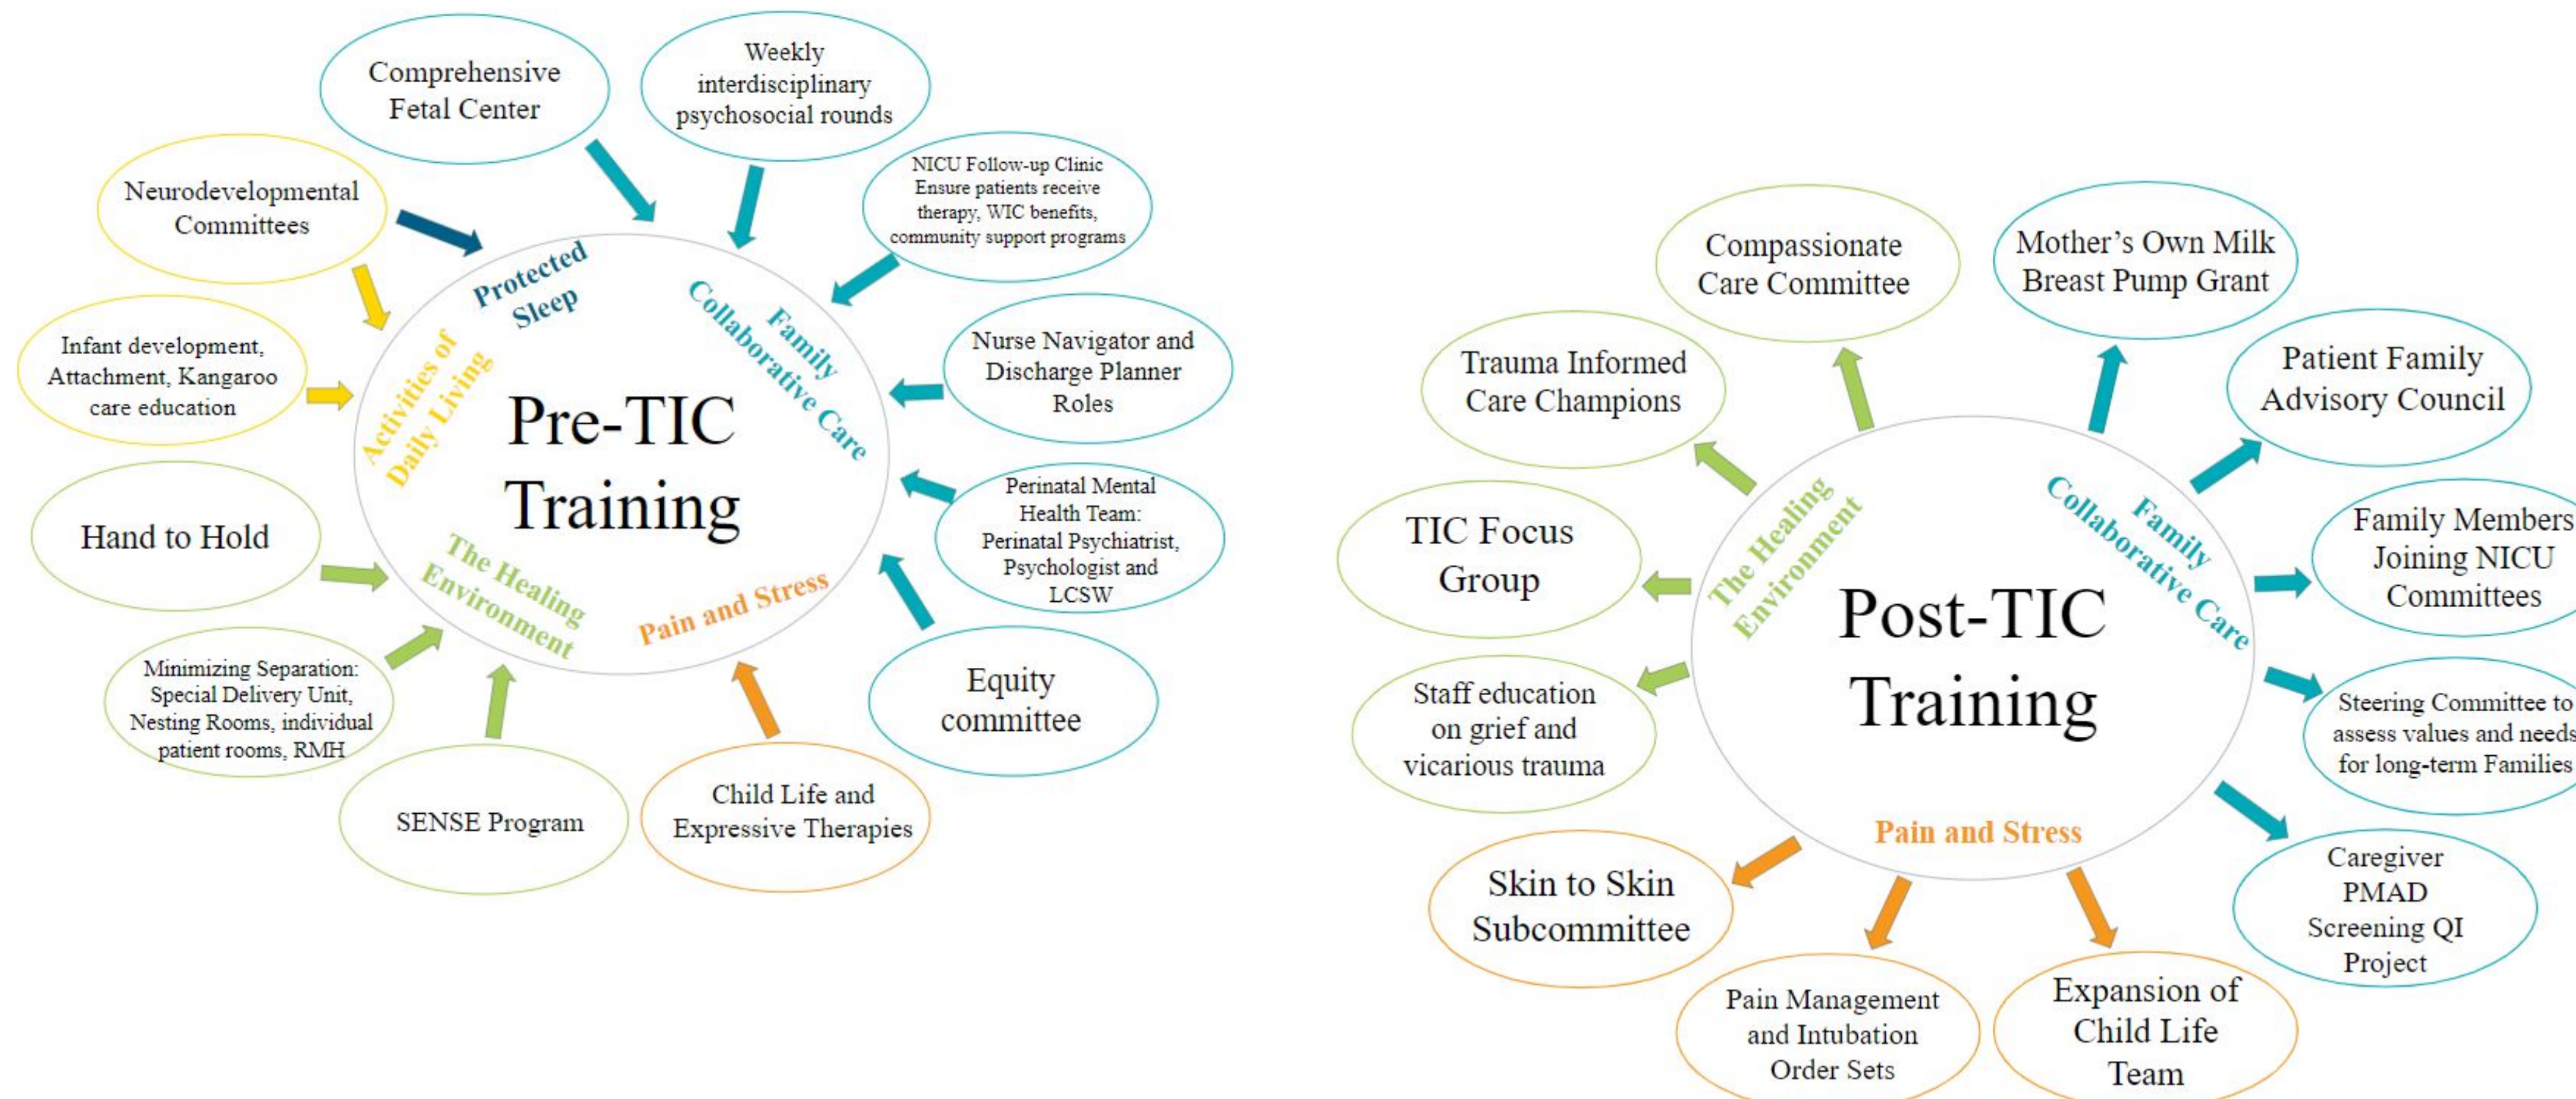 Comprehensive
Fetal Center
Weekly
interdisciplinary
psychosocial rounds
NICU Follow-up Clinic
Ensure patients receive
therapy, WIC benefits,
community support programs
Nurse Navigator and
Discharge Planner
Roles
Perinatal Mental
Health Team:
Perinatal Psychiatrist,
Psychologist and
LCSW
Equity
committee
Child Life and
Expressive Therapies
SENSE Program
Minimizing Separation:
Special Delivery Unit,
Nesting Rooms, individual
patient rooms, RMH
Hand to Hold
Infant development,
Attachment, Kangaroo
care education
Neurodevelopmental
Committees
Protected
Sleep
Family
Collaborative Care
Activities of
Daily Living
Pre-TIC
Training
The Healing
Environment
Pain and Stress
Compassionate
Care Committee
Mother's Own Milk
Breast Pump Grant
Patient Family
Advisory Council
Family Members
Joining NICU
Committees
Steering Committee to
assess values and needs
for long-term Families
Caregiver
PMAD
Screening QI
Project
Expansion of
Child Life
Team
Pain Management
and Intubation
Order Sets
Skin to Skin
Subcommittee
Staff education
on grief and
vicarious trauma
TIC Focus
Group
Trauma Informed
Care Champions
The Healing
Environment
Family
Collaborative Care
Post-TIC
Training
Pain and Stress